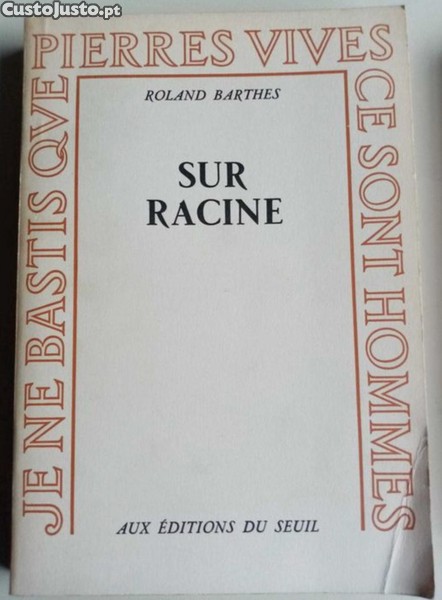 CustoJusto.pt
JE NE BASTIS QVE
PIERRES VIVES
CE SONT HOMMES
ROLAND BARTHES
SUR
RACINE
AUX ÉDITIONS DU SEUIL